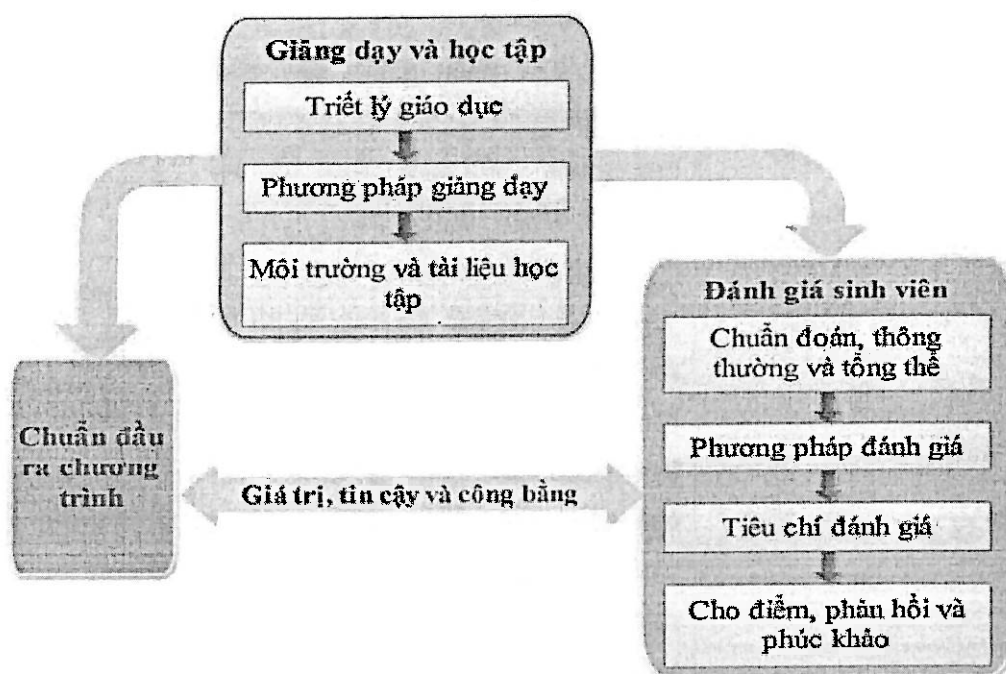 Giảng dạy và học tập
Triết lý giáo dục
Phương pháp giảng dạy
Môi trường và tài liệu học
tập
Đánh giá sinh viên
Chuẩn đoán, thông
thường và tổng thể
Phương pháp đánh giá
Tiêu chí đánh giá
Cho điểm, phản hồi và
phúc khảo
Chuẩn đầu
ra chương
trình
Giá trị, tin cậy và công bằng